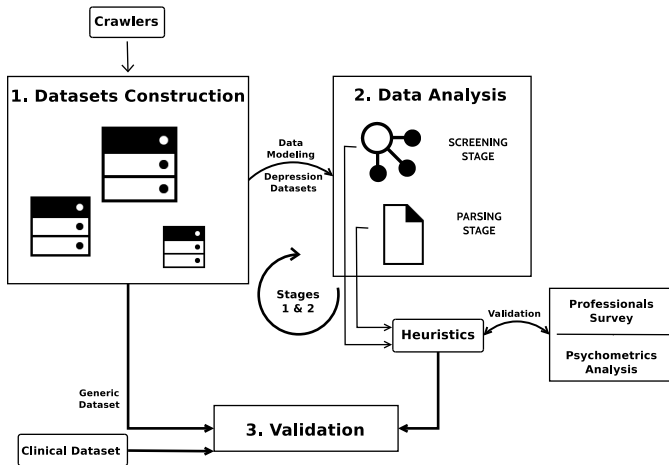 Crawlers
1. Datasets Construction
2. Data Analysis
SCREENING
STAGE
Data
Modeling
Depression
Datasets
PARSING
STAGE
Stages
1 & 2
Heuristics
Validation
Professionals
Survey
Psychometrics
Analysis
Generic
Dataset
3. Validation
Clinical Dataset